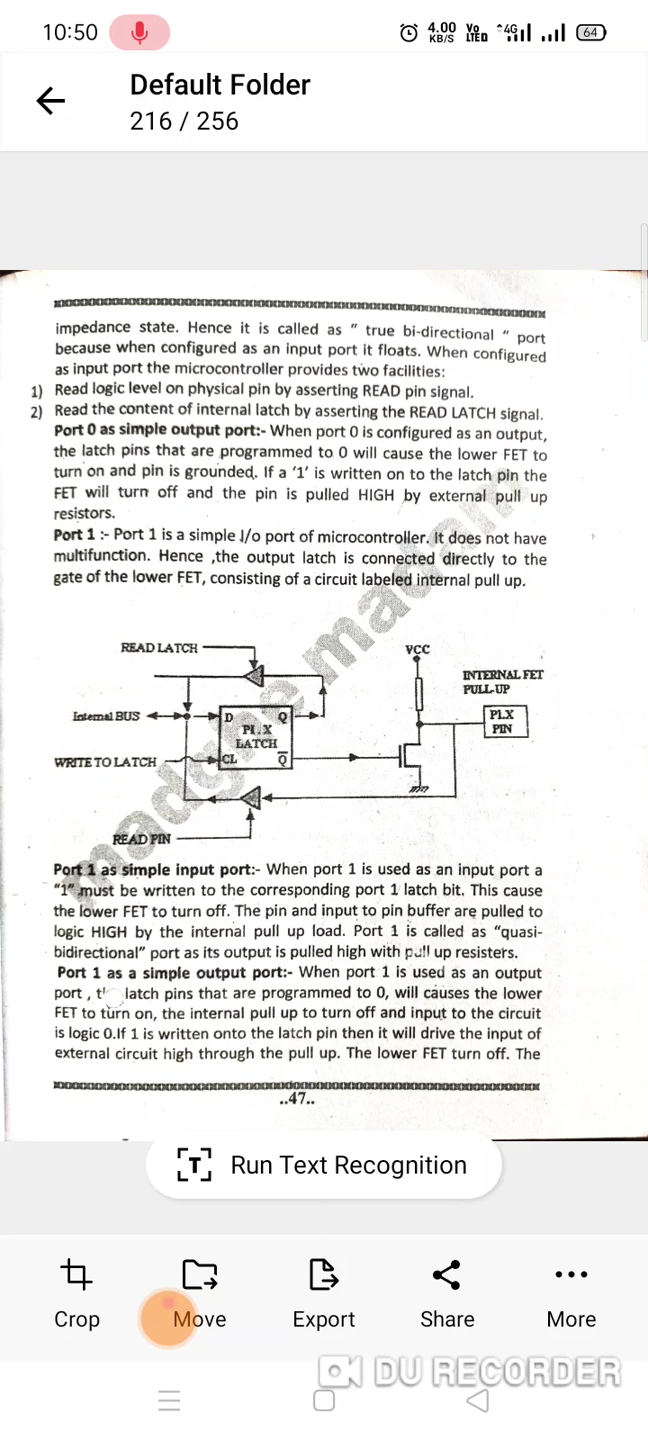 10:50
4.00 KB/S
Vo LTED
4G
64
Default Folder
216 / 256
impedance state. Hence it is called as " true bi-directional " port
because when configured as an input port it floats. When configured
as input port the microcontroller provides two facilities:
1) Read logic level on physical pin by asserting READ pin signal.
2) Read the content of internal latch by asserting the READ LATCH signal.
Port 0 as simple output port:- When port 0 is configured as an output,
the latch pins that are programmed to 0 will cause the lower FET to
turn on and pin is grounded. If a '1' is written on to the latch pin the
FET will turn off and the pin is pulled HIGH by external pull up
resistors.
Port 1 :- Port 1 is a simple I/o port of microcontroller. It does not have
multifunction. Hence ,the output latch is connected directly to the
gate of the lower FET, consisting of a circuit labeled internal pull up.
READ LATCH
VCC
INTERNAL FET
PULL-UP
Internal BUS
D Q
P1.X
LATCH
P1.X
PIN
WRITE TO LATCH
CL Q̅
READ PIN
madghe madam
Port 1 as simple input port:- When port 1 is used as an input port a
"1" must be written to the corresponding port 1 latch bit. This cause
the lower FET to turn off. The pin and input to pin buffer are pulled to
logic HIGH by the internal pull up load. Port 1 is called as "quasi-
bidirectional" port as its output is pulled high with pull up resisters.
Port 1 as a simple output port:- When port 1 is used as an output
port , latch pins that are programmed to 0, will causes the lower
FET to turn on, the internal pull up to turn off and input to the circuit
is logic 0.If 1 is written onto the latch pin then it will drive the input of
external circuit high through the pull up. The lower FET turn off. The
..47..
Run Text Recognition
Crop
Move
Export
Share
More
DU RECORDER